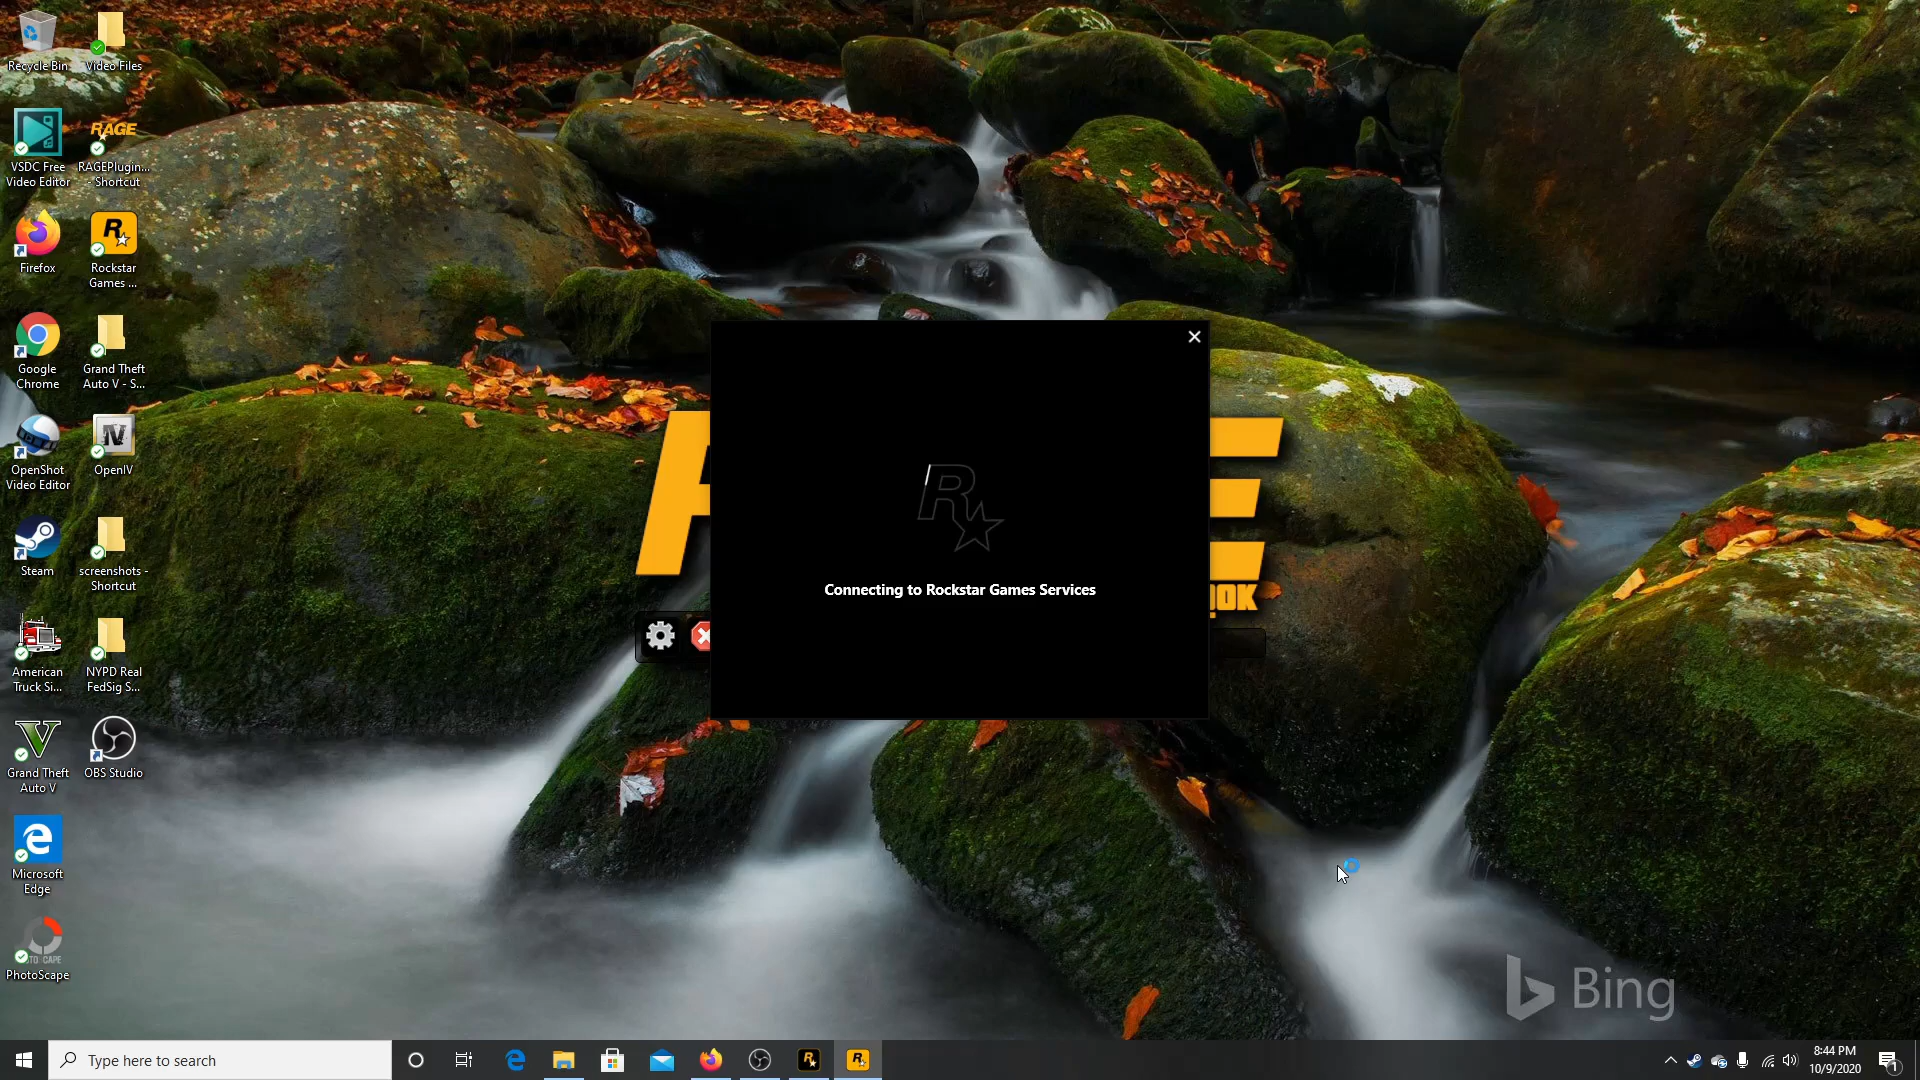 Recycle Bin
Video Files
VSDC Free
Video Editor
RAGE
RAGEPlugin...
- Shortcut
Firefox
R
Rockstar
Games ...
Google
Chrome
Grand Theft
Auto V - S...
OpenShot
Video Editor
IV
OpenIV
Steam
screenshots -
Shortcut
American
Truck Si...
NYPD Real
FedSig S...
V
Grand Theft
Auto V
OBS Studio
Microsoft
Edge
PhotoScape
R
Connecting to Rockstar Games Services
E
Bing
Type here to search
8:44 PM
10/9/2020
1